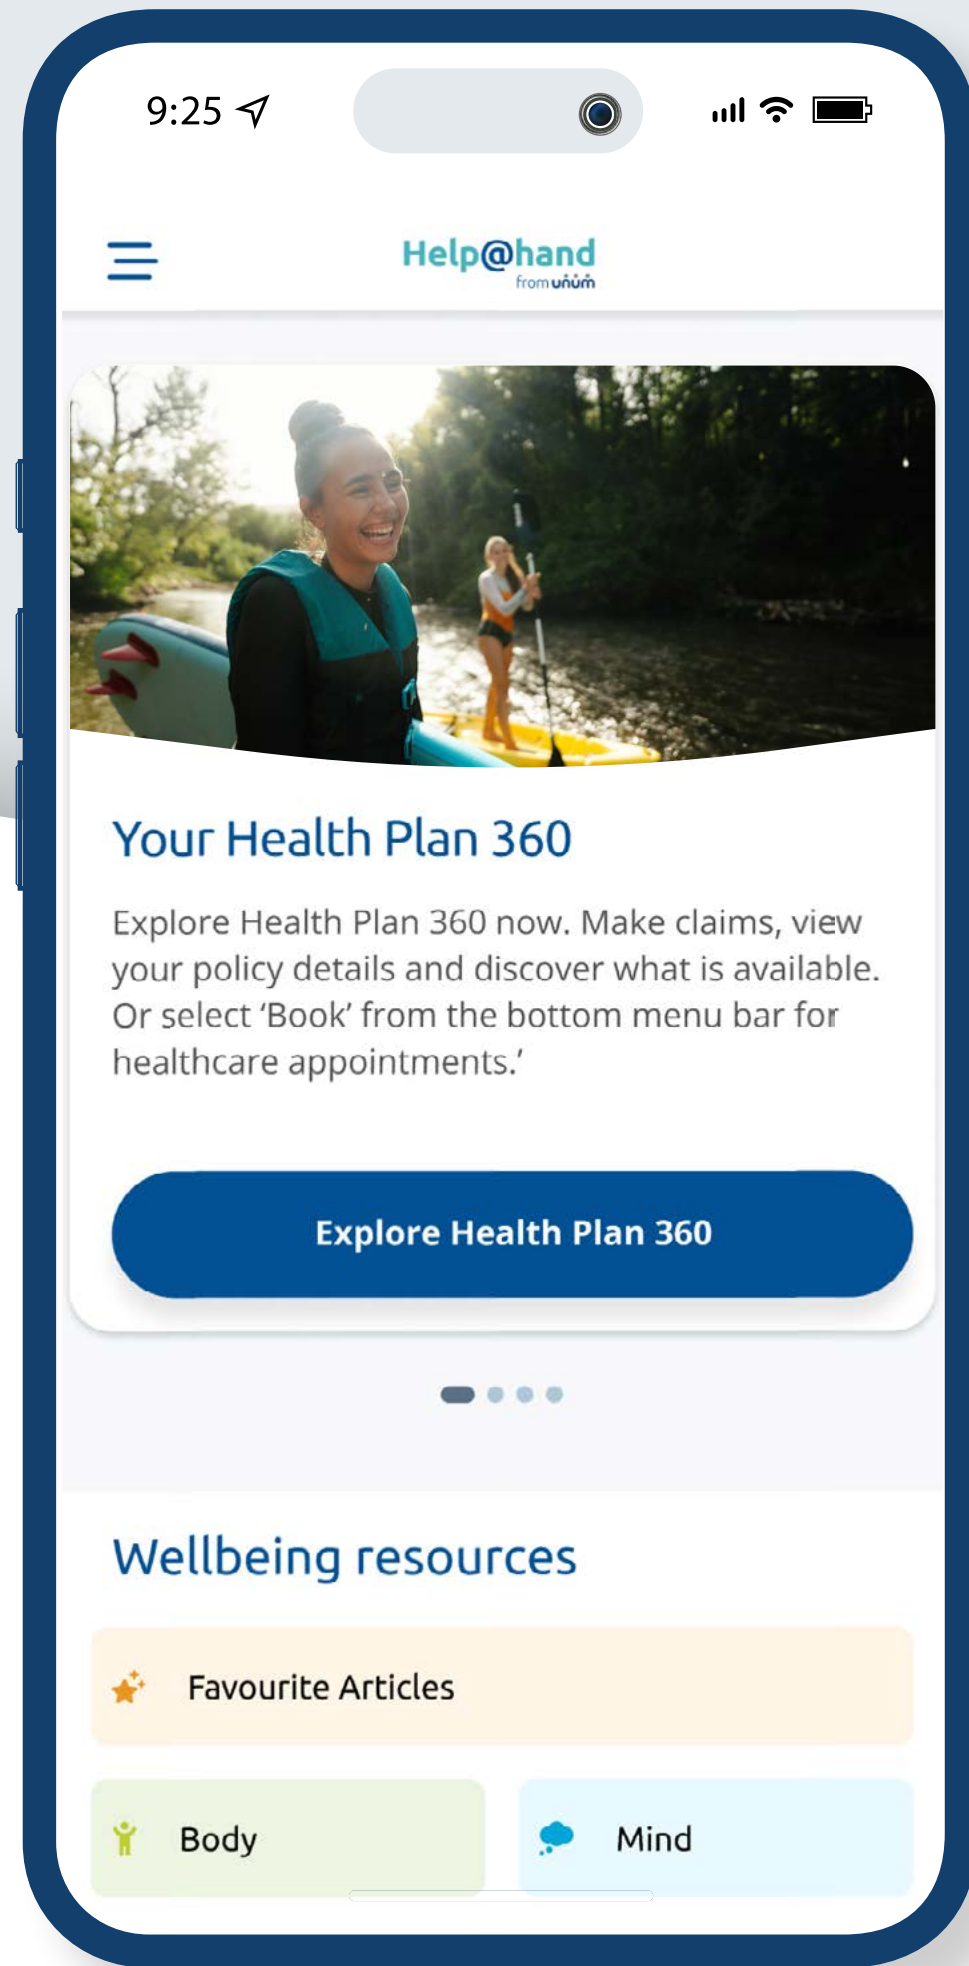 9:25
Help@hand
from unum
Your Health Plan 360
Explore Health Plan 360 now. Make claims, view
your policy details and discover what is available.
Or select ‘Book’ from the bottom menu bar for
healthcare appointments.’
Explore Health Plan 360
Wellbeing resources
Favourite Articles
Body
Mind